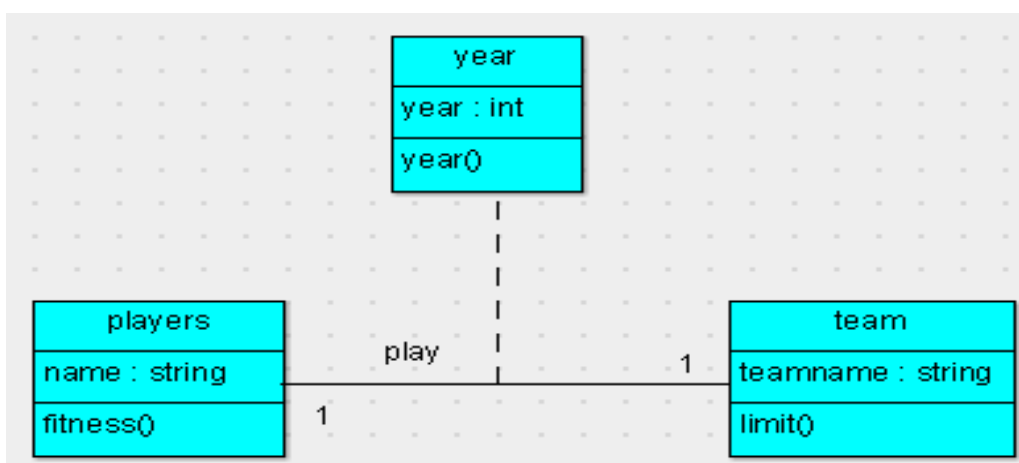 year
year : int
year()
players
name : string
fitness()
play
1
1
team
teamname : string
limit()